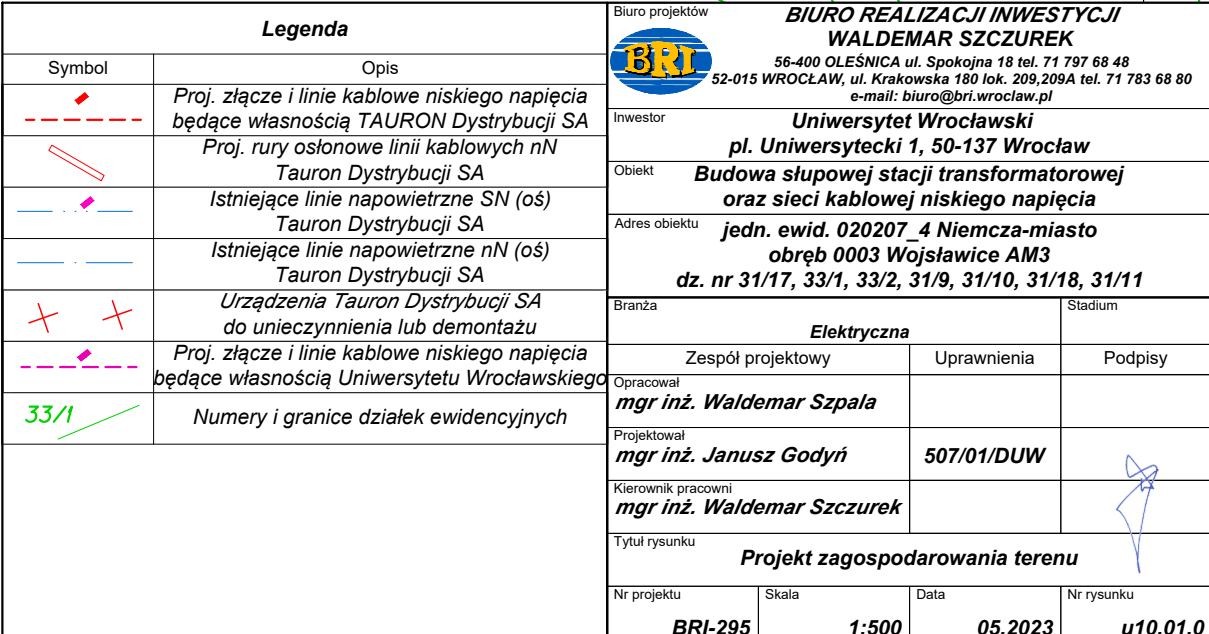 Legenda
Symbol Opis
Proj. złącze i linie kablowe niskiego napięcia
będące własnością TAURON Dystrybucji SA
Proj. rury osłonowe linii kablowych nN
Tauron Dystrybucji SA
Istniejące linie napowietrzne SN (oś)
Tauron Dystrybucji SA
Istniejące linie napowietrzne nN (oś)
Tauron Dystrybucji SA
Urządzenia Tauron Dystrybucji SA
do unieczynnienia lub demontażu
Proj. złącze i linie kablowe niskiego napięcia
będące własnością Uniwersytetu Wrocławskiego
33/1 Numery i granice działek ewidencyjnych
Biuro projektów
BRI
BIURO REALIZACJI INWESTYCJI
WALDEMAR SZCZUREK
56-400 OLEŚNICA ul. Spokojna 18 tel. 71 797 68 48
52-015 WROCŁAW, ul. Krakowska 180 lok. 209,209A tel. 71 783 68 80
e-mail: biuro@bri.wroclaw.pl
Inwestor
Uniwersytet Wrocławski
pl. Uniwersytecki 1, 50-137 Wrocław
Obiekt
Budowa słupowej stacji transformatorowej
oraz sieci kablowej niskiego napięcia
Adres obiektu
jedn. ewid. 020207_4 Niemcza-miasto
obręb 0003 Wojsławice AM3
dz. nr 31/17, 33/1, 33/2, 31/9, 31/10, 31/18, 31/11
Branża Stadium
Elektryczna
Zespół projektowy Uprawnienia Podpisy
Opracował
mgr inż. Waldemar Szpala
Projektował
mgr inż. Janusz Godyń 507/01/DUW
Kierownik pracowni
mgr inż. Waldemar Szczurek
Tytuł rysunku
Projekt zagospodarowania terenu
Nr projektu Skala Data Nr rysunku
BRI-295 1:500 05.2023 u10.01.0